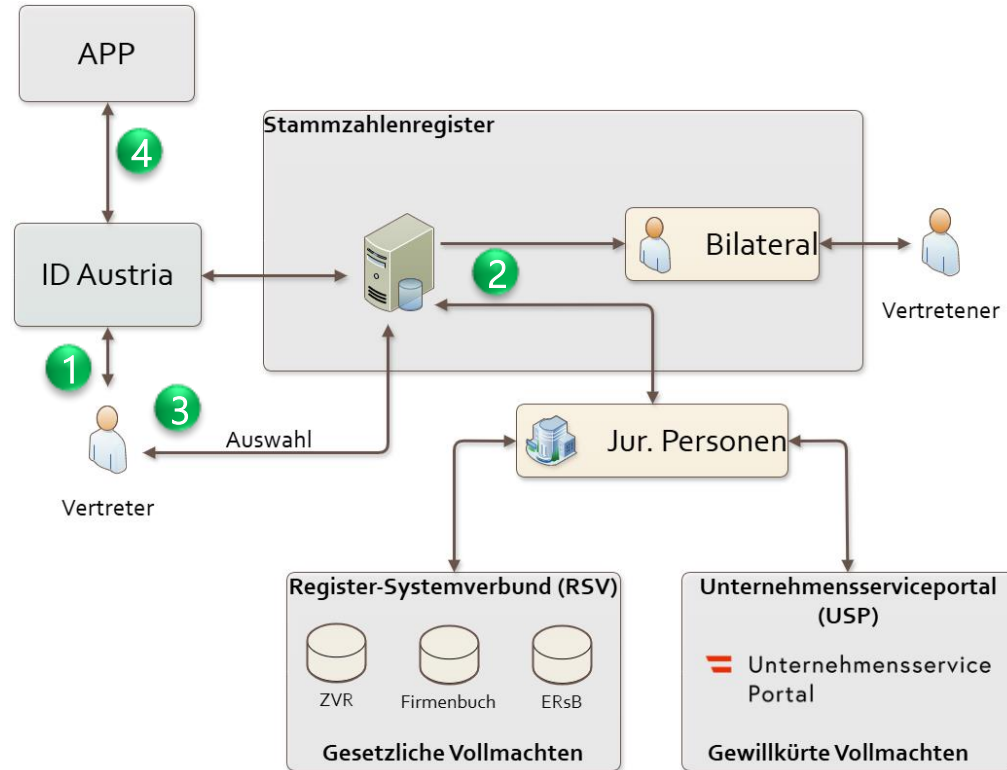 APP
4
Stammzahlenregister
ID Austria
2
Bilateral
Vertretener
1
3
Auswahl
Vertreter
Jur. Personen
Register-Systemverbund (RSV)
ZVR
Firmenbuch
ERsB
Gesetzliche Vollmachten
Unternehmensserviceportal
(USP)
Unternehmensservice
Portal
Gewillkürte Vollmachten